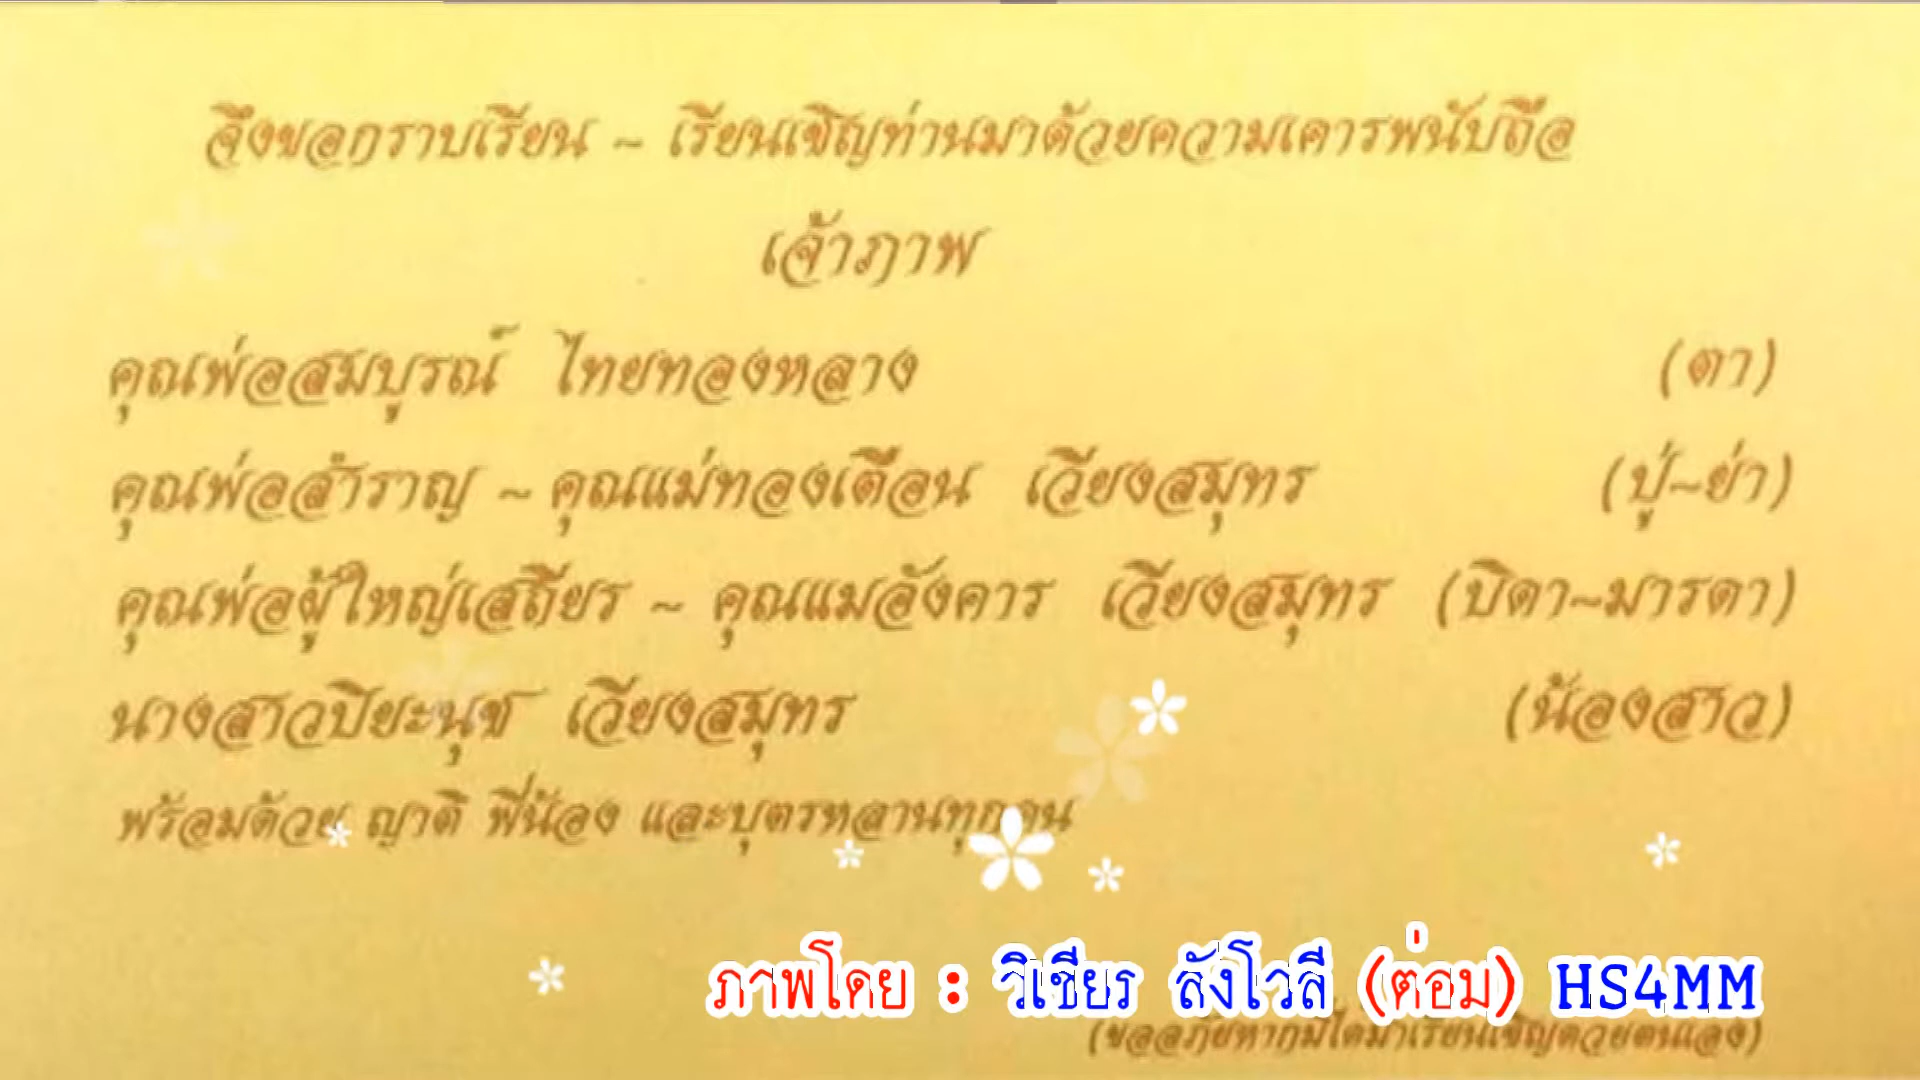 จึงขอกราบเรียน ~ เรียนเชิญท่านมาด้วยความเคารพนับถือ
เจ้าภาพ
คุณพ่อสมบูรณ์ ไทยทองหลาง (ตา)
คุณพ่อสำราญ ~ คุณแม่ทองเดือน เวียงสมุทร (ปู่~ย่า)
คุณพ่อผู้ใหญ่เสถียร ~ คุณแมอังคาร เวียงสมุทร (บิดา~มารดา)
นางสาวปิยะนุช เวียงสมุทร (น้องสาว)
พร้อมด้วย ญาติ พี่น้อง และบุตรหลานทุกคน
ภาพโดย : วิเชียร ลังโวลี (ต่อม) HS4MM
(ขออภัยหากมิได้มาเรียนเชิญด้วยตนเอง)